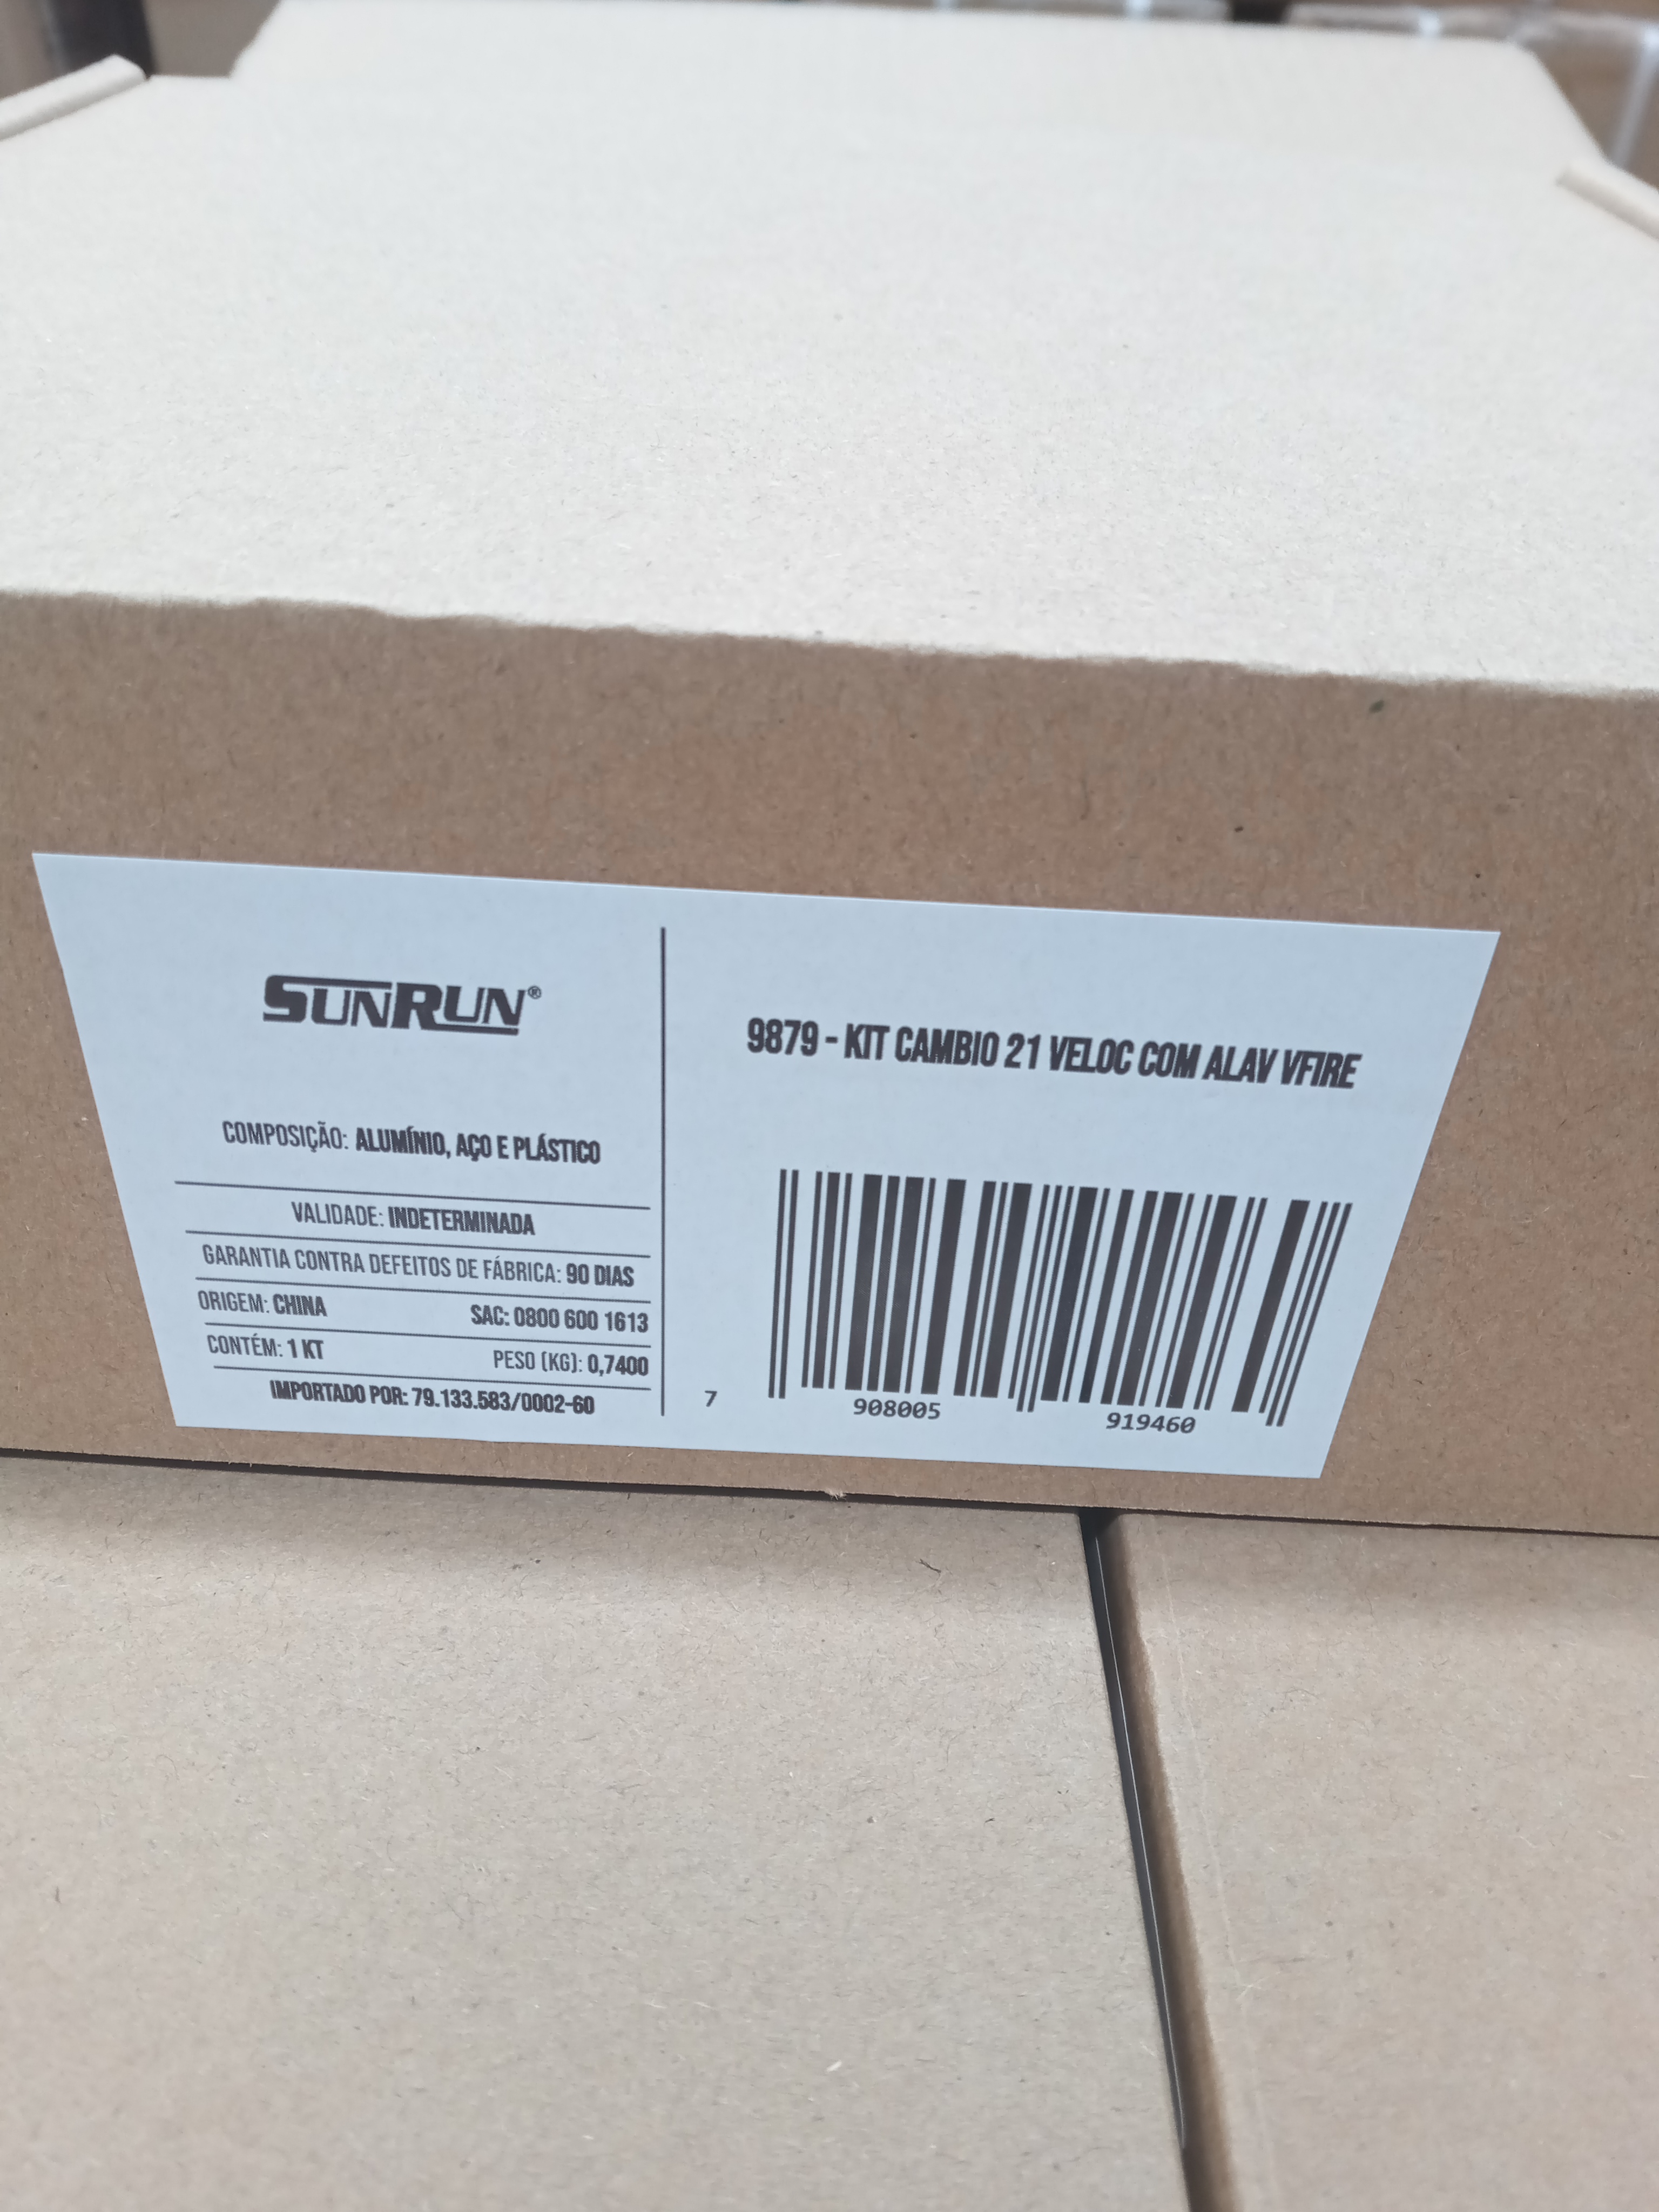 SUNRUN®
COMPOSIÇÃO: ALUMÍNIO, AÇO E PLÁSTICO
VALIDADE: INDETERMINADA
GARANTIA CONTRA DEFEITOS DE FÁBRICA: 90 DIAS
ORIGEM: CHINA SAC: 0800 600 1613
CONTÉM: 1 KT PESO (KG): 0,7400
IMPORTADO POR: 79.133.583/0002-60
9879 - KIT CAMBIO 21 VELOC COM ALAV VFIRE
7 908005 919460